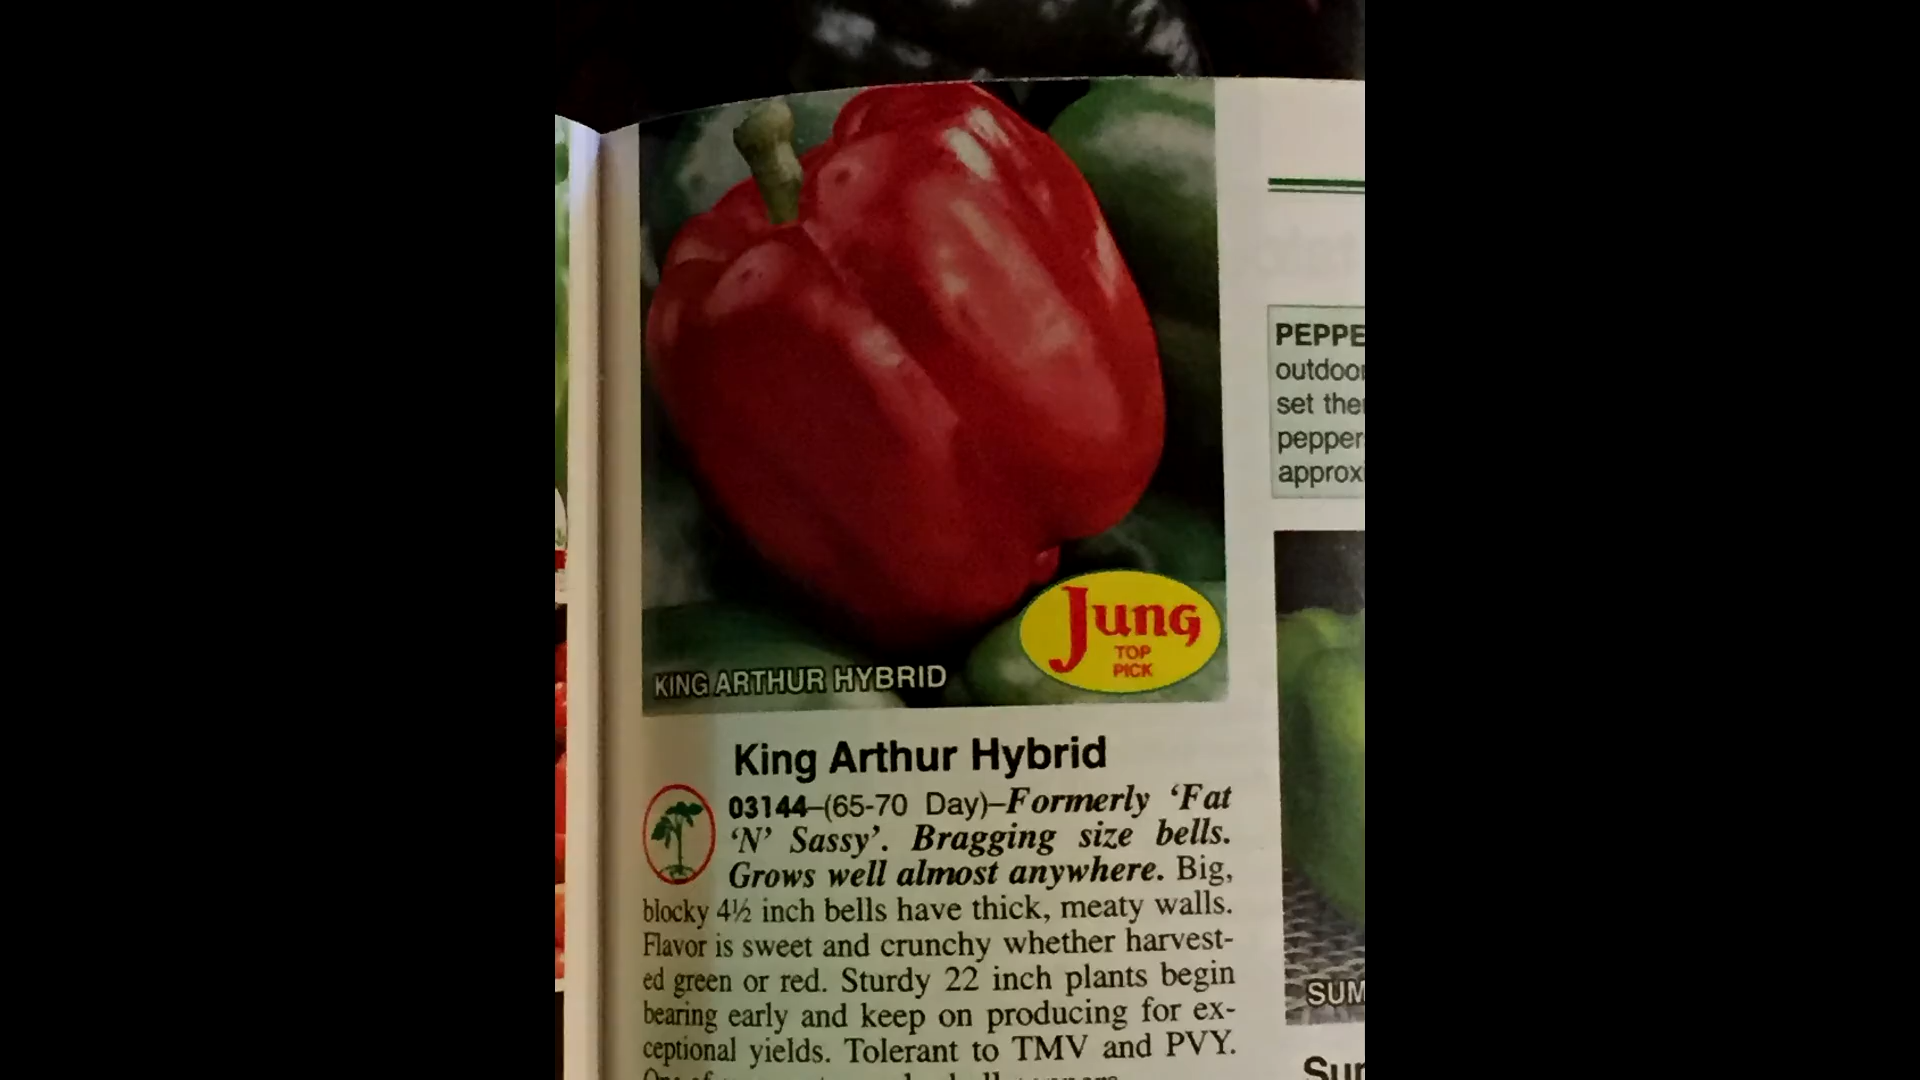 Jung
TOP
PICK
KING ARTHUR HYBRID
King Arthur Hybrid
03144–(65-70 Day)–Formerly ‘Fat
‘N’ Sassy’. Bragging size bells.
Grows well almost anywhere. Big,
blocky 4½ inch bells have thick, meaty walls.
Flavor is sweet and crunchy whether harvest-
ed green or red. Sturdy 22 inch plants begin
bearing early and keep on producing for ex-
ceptional yields. Tolerant to TMV and PVY.
PEPPE
outdoo
set the
pepper
approxi
SUM
Sur